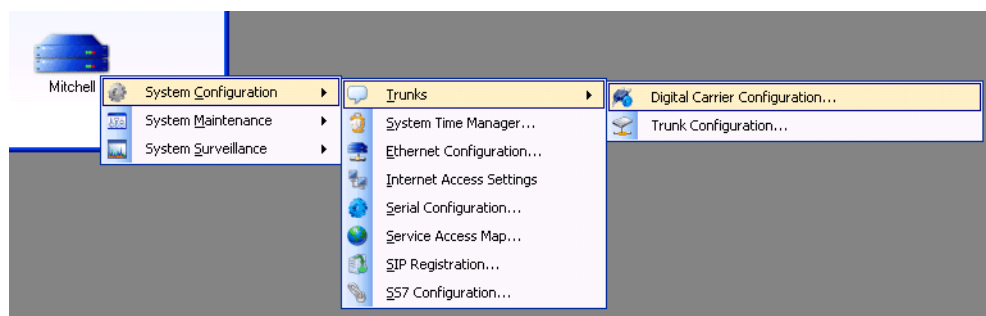 Mitchell
System Configuration
System Maintenance
System Surveillance
Trunks
System Time Manager...
Ethernet Configuration...
Internet Access Settings
Serial Configuration...
Service Access Map...
SIP Registration...
SS7 Configuration...
Digital Carrier Configuration...
Trunk Configuration...